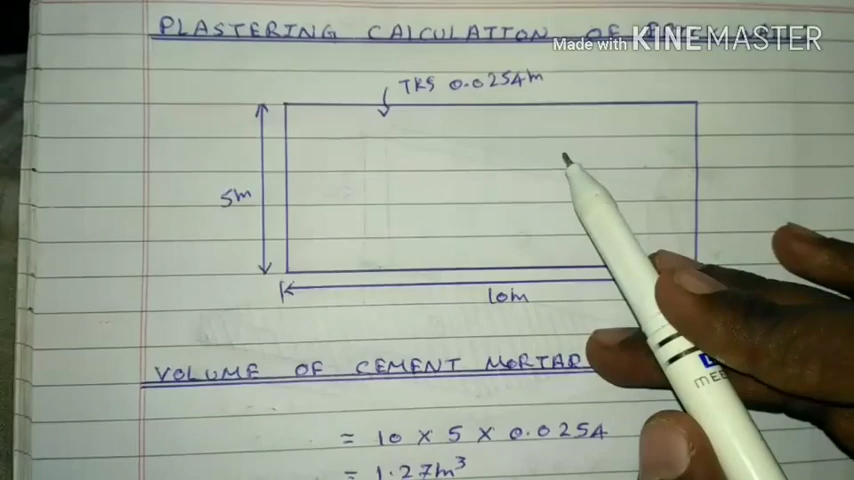 PLASTERING CALCULATION OF
Made with KINEMASTER
TKS 0.0254m
5m
10m
VOLUME OF CEMENT MORTAR
= 10 X 5 X 0.0254
= 1.27m³